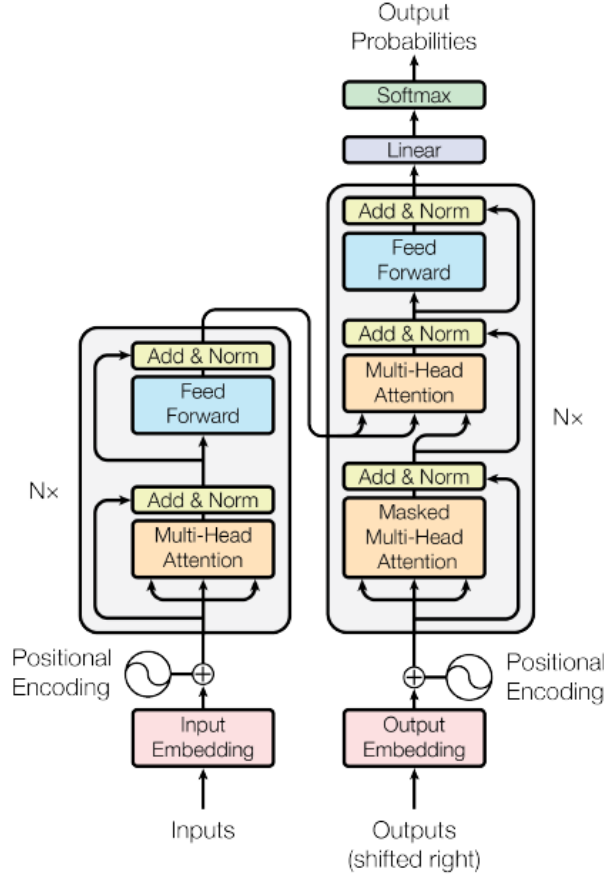 Output
Probabilities
Softmax
Linear
Add & Norm
Feed
Forward
Add & Norm
Multi-Head
Attention
Add & Norm
Masked
Multi-Head
Attention
N×
Add & Norm
Feed
Forward
Add & Norm
Multi-Head
Attention
N×
Positional
Encoding
Positional
Encoding
Input
Embedding
Output
Embedding
Inputs
Outputs
(shifted right)